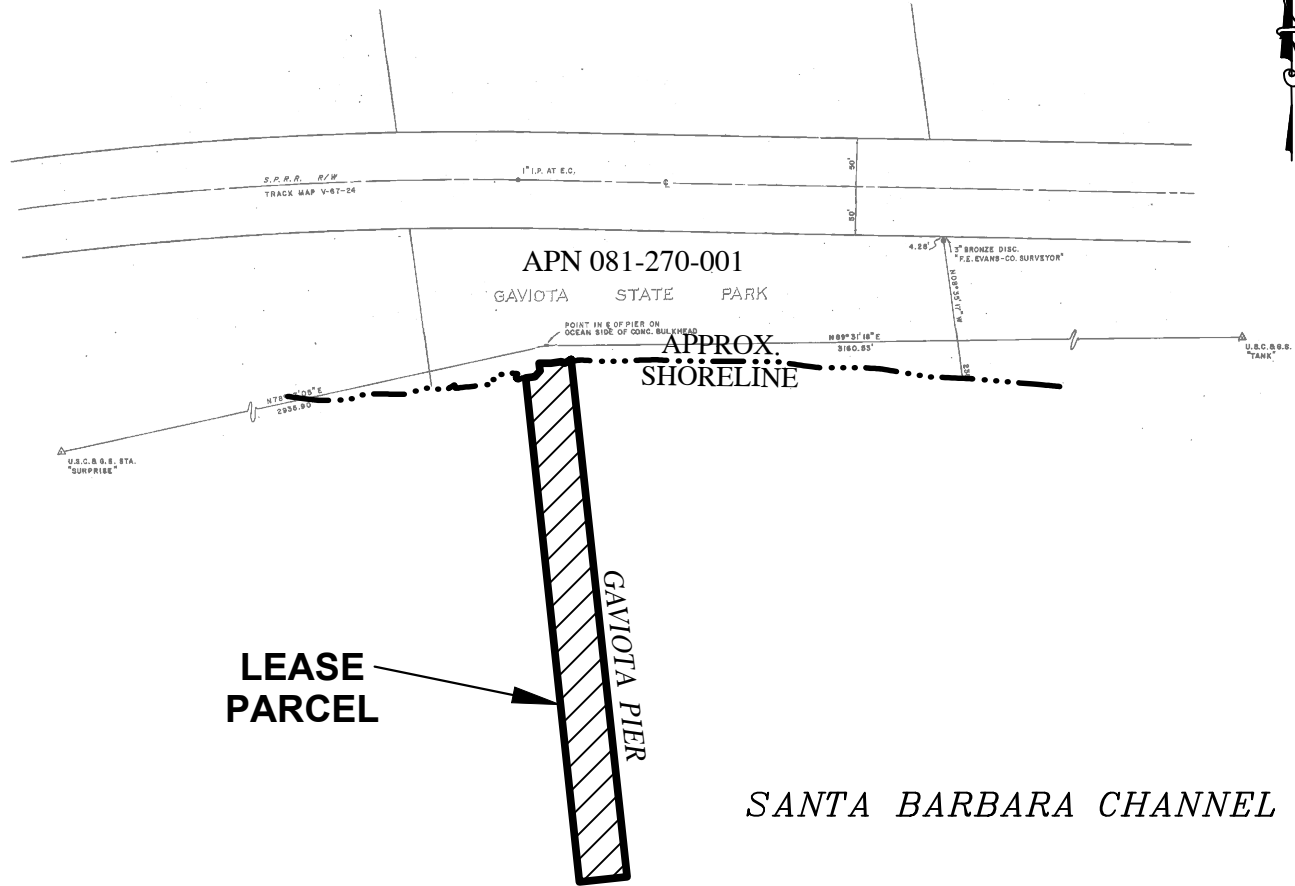 S.P.R.R. R/W
TRACK MAP V-67-24
1" I.P. AT E.C.
50'
50'
4.28'
3" BRONZE DISC.
"F.E. EVANS-CO. SURVEYOR"
N08°35'17"W
APN 081-270-001
GAVIOTA STATE PARK
POINT IN ℄ OF PIER ON
OCEAN SIDE OF CONC. BULKHEAD
N89°31'18"E
3160.53'
APPROX.
SHORELINE
U.S.C.&G.S.
"TANK"
2936.90'
U.S.C.&G.S. STA.
"SURPRISE"
GAVIOTA PIER
LEASE
PARCEL
SANTA BARBARA CHANNEL